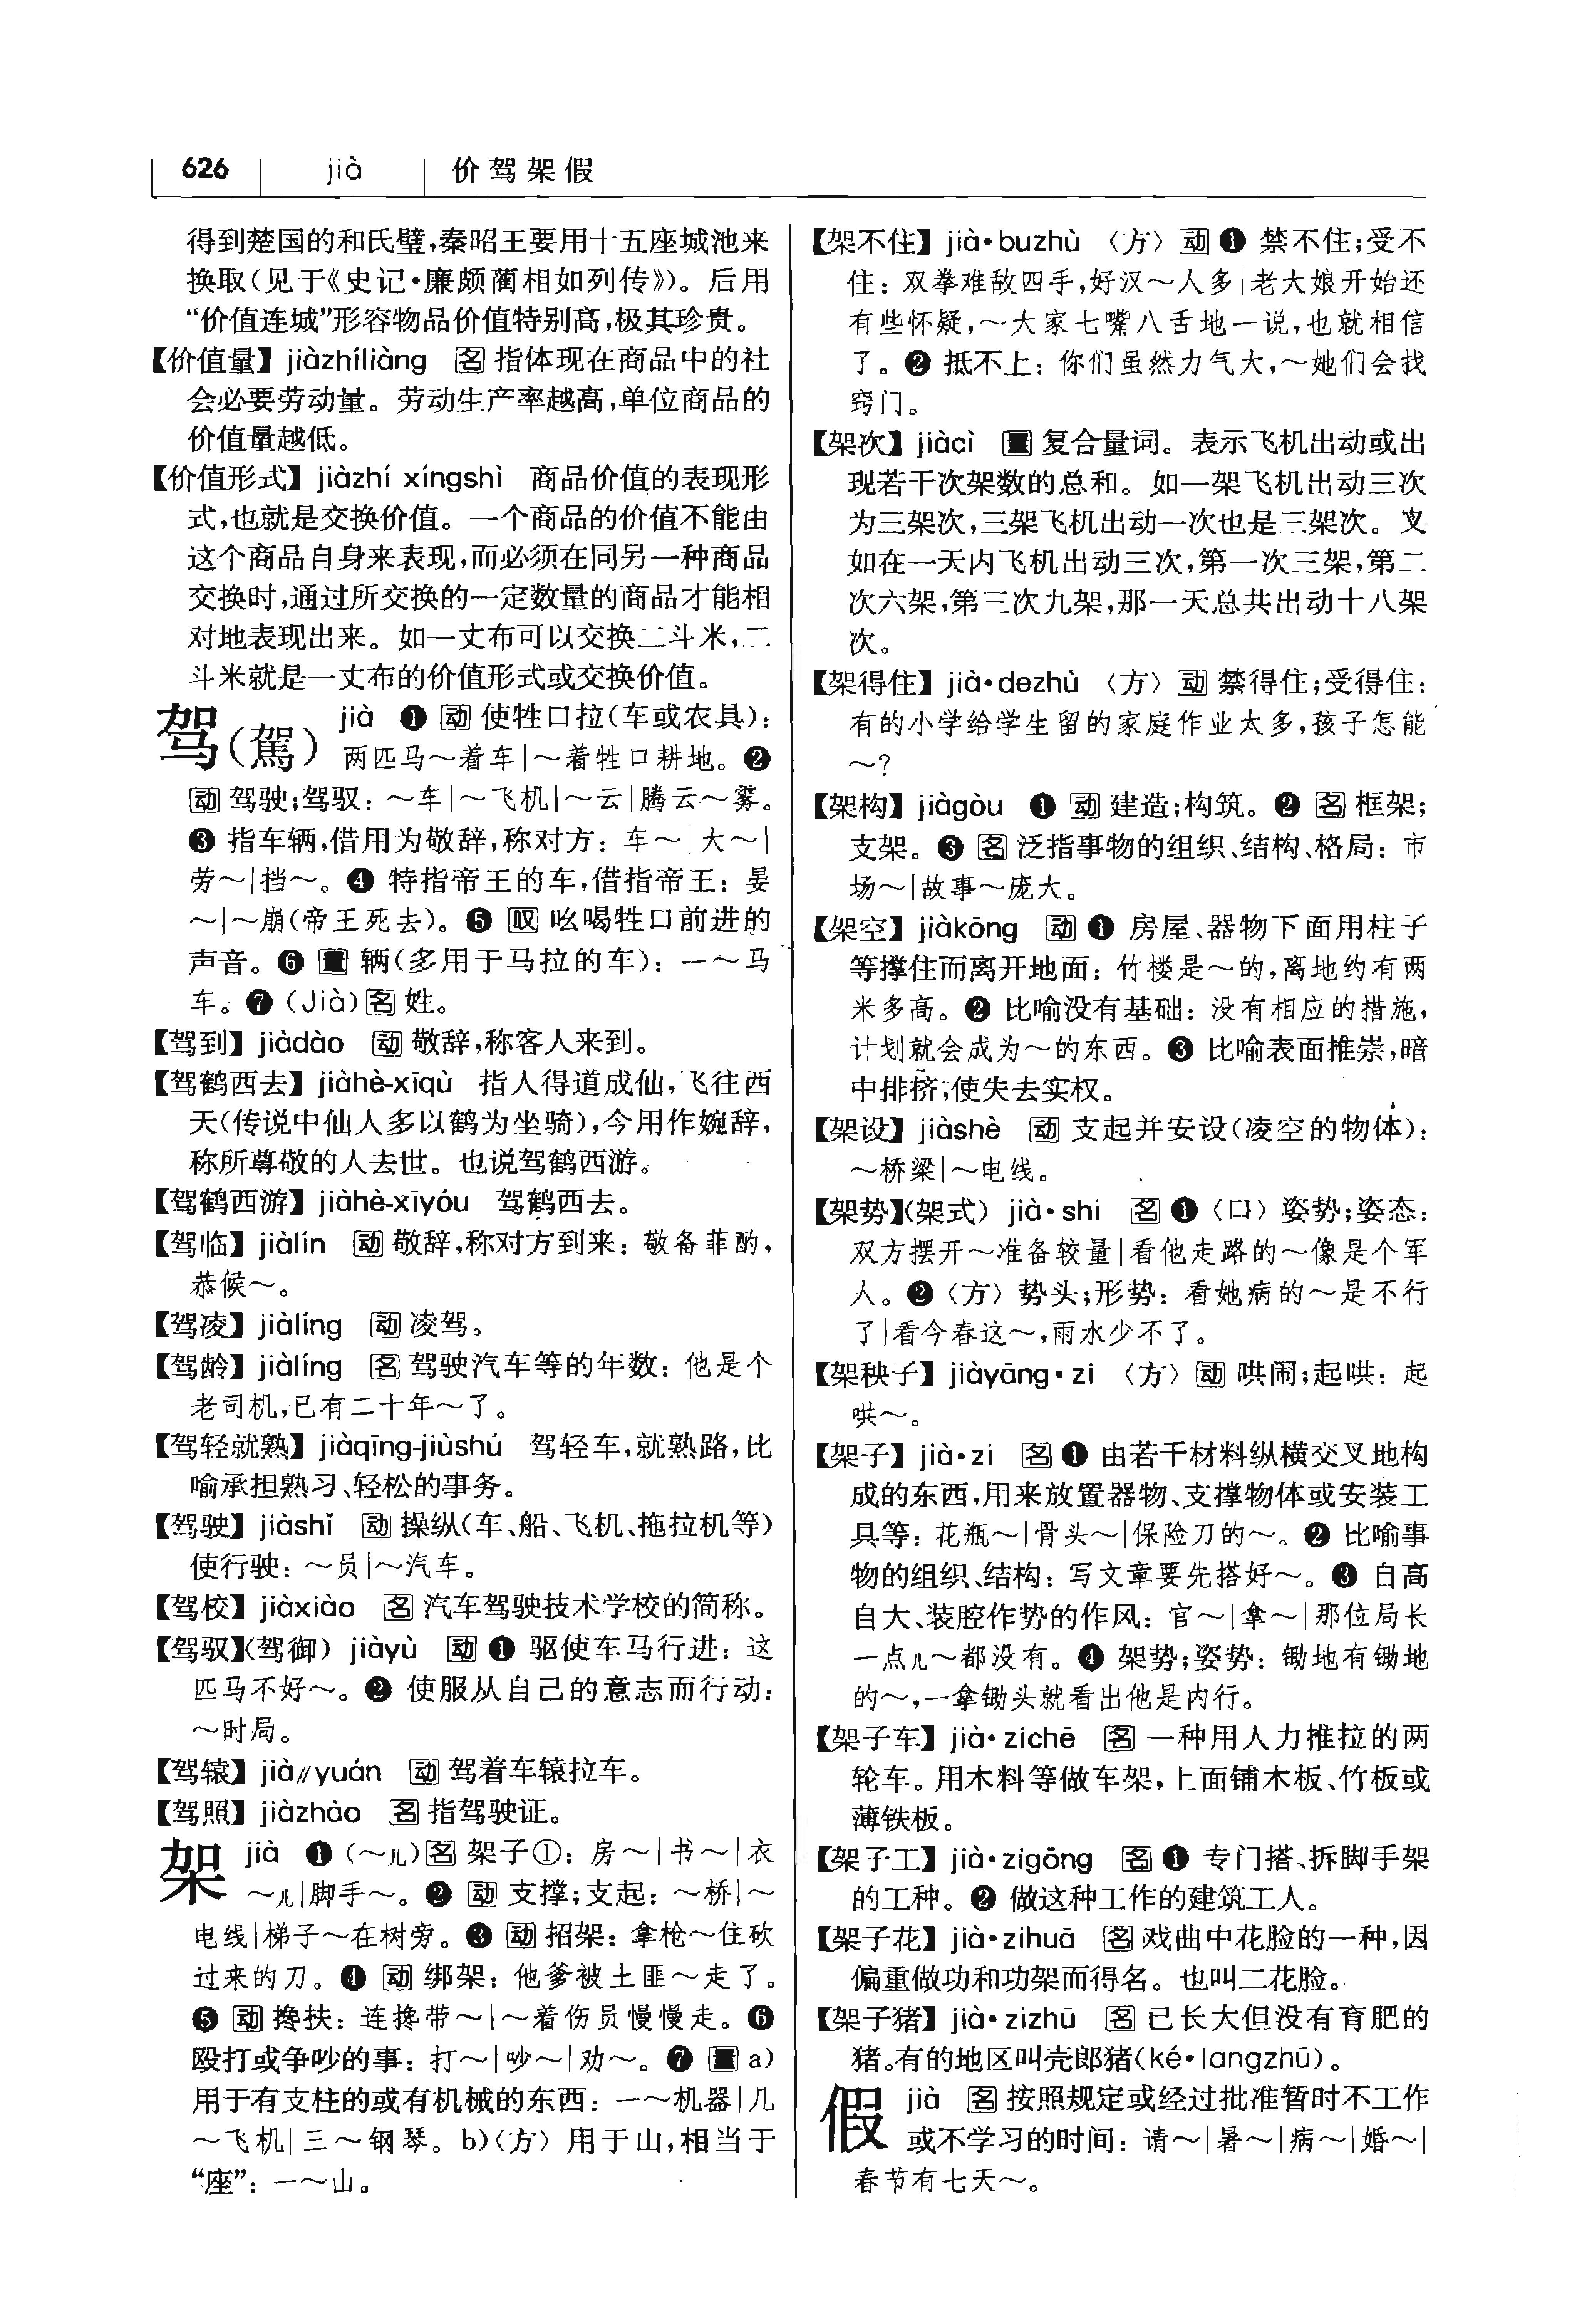 626 jià 价驾架假
得到楚国的和氏璧,秦昭王要用十五座城池来
换取(见于《史记·廉颇蔺相如列传》)。后用
“价值连城”形容物品价值特别高,极其珍贵。
【价值量】jiàzhíliàng 名 指体现在商品中的社
会必要劳动量。劳动生产率越高,单位商品的
价值量越低。
【价值形式】jiàzhí xíngshì 商品价值的表现形
式,也就是交换价值。一个商品的价值不能由
这个商品自身来表现,而必须在同另一种商品
交换时,通过所交换的一定数量的商品才能相
对地表现出来。如一丈布可以交换二斗米,二
斗米就是一丈布的价值形式或交换价值。
驾(駕) jià ❶ 动 使牲口拉(车或农具):
两匹马～着车|～着牲口耕地。❷
动 驾驶;驾驭:～车|～飞机|～云|腾云～雾。
❸ 指车辆,借用为敬辞,称对方:车～|大～|
劳～|挡～。❹ 特指帝王的车,借指帝王:晏
～|～崩(帝王死去)。❺ 叹 吆喝牲口前进的
声音。❻ 量 辆(多用于马拉的车):一～马
车。❼ (Jià)名 姓。
【驾到】jiàdào 动 敬辞,称客人来到。
【驾鹤西去】jiàhè-xīqù 指人得道成仙,飞往西
天(传说中仙人多以鹤为坐骑),今用作婉辞,
称所尊敬的人去世。也说驾鹤西游。
【驾鹤西游】jiàhè-xīyóu 驾鹤西去。
【驾临】jiàlín 动 敬辞,称对方到来:敬备菲酌,
恭候～。
【驾凌】jiàlíng 动 凌驾。
【驾龄】jiàlíng 名 驾驶汽车等的年数:他是个
老司机,已有二十年～了。
【驾轻就熟】jiàqīng-jiùshú 驾轻车,就熟路,比
喻承担熟习、轻松的事务。
【驾驶】jiàshǐ 动 操纵(车、船、飞机、拖拉机等)
使行驶:～员|～汽车。
【驾校】jiàxiào 名 汽车驾驶技术学校的简称。
【驾驭】(驾御) jiàyù 动 ❶ 驱使车马行进:这
匹马不好～。❷ 使服从自己的意志而行动:
～时局。
【驾辕】jià∥yuán 动 驾着车辕拉车。
【驾照】jiàzhào 名 指驾驶证。
架 jià ❶ (～儿)名 架子①:房～|书～|衣
～儿|脚手～。❷ 动 支撑;支起:～桥|～
电线|梯子～在树旁。❸ 动 招架:拿枪～住砍
过来的刀。❹ 动 绑架:他爹被土匪～走了。
❺ 动 搀扶:连搀带～|～着伤员慢慢走。❻
殴打或争吵的事:打～|吵～|劝～。❼ 量 a)
用于有支柱的或有机械的东西:一～机器|几
～飞机|三～钢琴。b)〈方〉用于山,相当于
“座”:一～山。
【架不住】jià·buzhù 〈方〉动 ❶ 禁不住;受不
住:双拳难敌四手,好汉～人多|老大娘开始还
有些怀疑,～大家七嘴八舌地一说,也就相信
了。❷ 抵不上:你们虽然力气大,～她们会找
窍门。
【架次】jiàcì 量 复合量词。表示飞机出动或出
现若干次架数的总和。如一架飞机出动三次
为三架次,三架飞机出动一次也是三架次。又
如在一天内飞机出动三次,第一次三架,第二
次六架,第三次九架,那一天总共出动十八架
次。
【架得住】jià·dezhù 〈方〉动 禁得住;受得住:
有的小学给学生留的家庭作业太多,孩子怎能
～?
【架构】jiàgòu ❶ 动 建造;构筑。❷ 名 框架;
支架。❸ 名 泛指事物的组织、结构、格局:市
场～|故事～庞大。
【架空】jiàkōng 动 ❶ 房屋、器物下面用柱子
等撑住而离开地面:竹楼是～的,离地约有两
米多高。❷ 比喻没有基础:没有相应的措施,
计划就会成为～的东西。❸ 比喻表面推崇,暗
中排挤,使失去实权。
【架设】jiàshè 动 支起并安设(凌空的物体):
～桥梁|～电线。
【架势】(架式) jià·shi 名 ❶〈口〉姿势;姿态:
双方摆开～准备较量|看他走路的～像是个军
人。❷〈方〉势头;形势:看她病的～是不行
了|看今春这～,雨水少不了。
【架秧子】jiàyāng·zi 〈方〉动 哄闹;起哄:起
哄～。
【架子】jià·zi 名 ❶ 由若干材料纵横交叉地构
成的东西,用来放置器物、支撑物体或安装工
具等:花瓶～|骨头～|保险刀的～。❷ 比喻事
物的组织、结构:写文章要先搭好～。❸ 自高
自大、装腔作势的作风:官～|拿～|那位局长
一点儿～都没有。❹ 架势;姿势:锄地有锄地
的～,一拿锄头就看出他是内行。
【架子车】jià·zichē 名 一种用人力推拉的两
轮车。用木料等做车架,上面铺木板、竹板或
薄铁板。
【架子工】jià·zigōng 名 ❶ 专门搭、拆脚手架
的工种。❷ 做这种工作的建筑工人。
【架子花】jià·zihuā 名 戏曲中花脸的一种,因
偏重做功和功架而得名。也叫二花脸。
【架子猪】jià·zizhū 名 已长大但没有育肥的
猪。有的地区叫壳郎猪(ké·langzhū)。
假 jià 名 按照规定或经过批准暂时不工作
或不学习的时间:请～|暑～|病～|婚～|
春节有七天～。